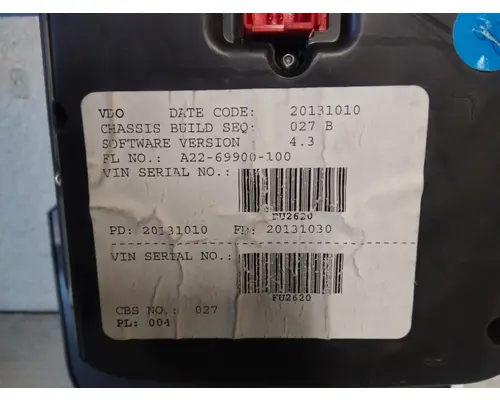 VDO DATE CODE: 20131010
CHASSIS BUILD SEQ: 027 B
SOFTWARE VERSION 4.3
FL NO.: A22-69900-100
VIN SERIAL NO.:
FU2620
PD: 20131010 FD: 20131030
VIN SERIAL NO.:
FU2620
CBS NO.: 027
PL: 004